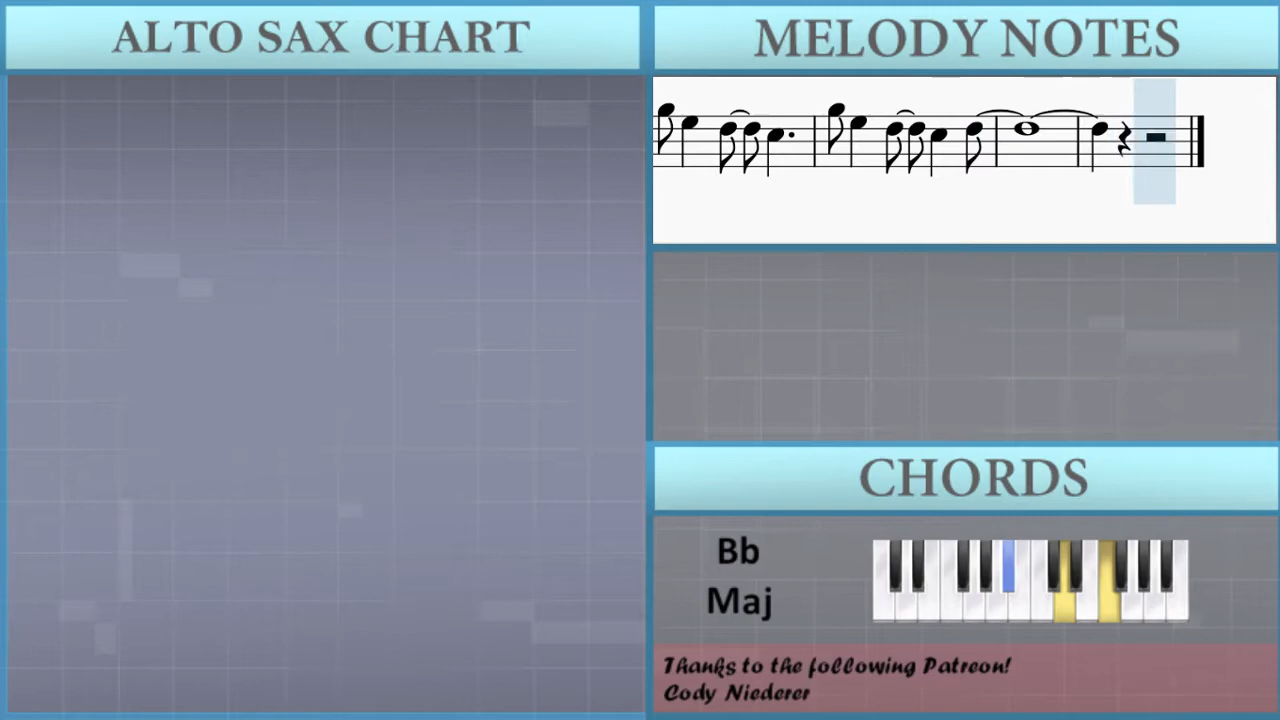 ALTO SAX CHART
MELODY NOTES
CHORDS
Bb
Maj
Thanks to the following Patreon!
Cody Niederer